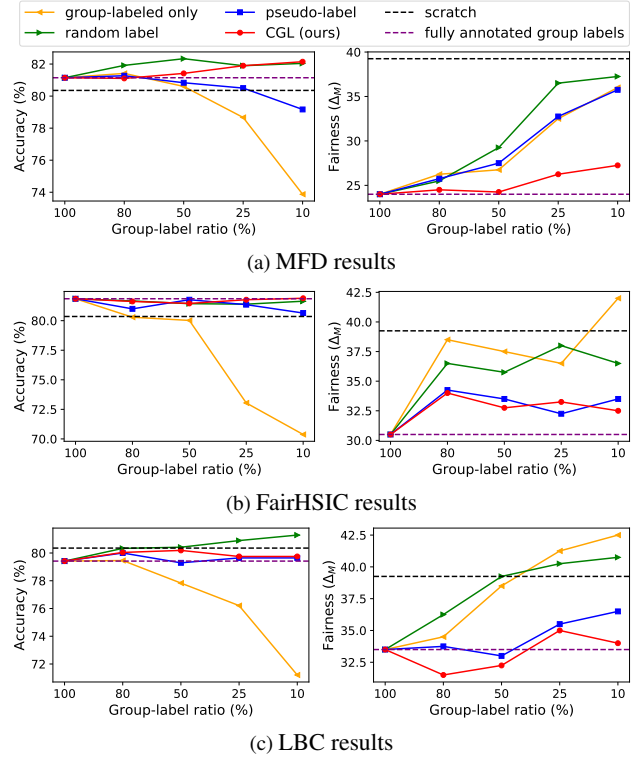 group-labeled only
pseudo-label
scratch
random label
CGL (ours)
fully annotated group labels
Accuracy (%)
82
80
78
76
74
100 80 50 25 10
Group-label ratio (%)
Fairness (Δ_M)
40
35
30
25
100 80 50 25 10
Group-label ratio (%)
(a) MFD results
Accuracy (%)
80.0
77.5
75.0
72.5
70.0
100 80 50 25 10
Group-label ratio (%)
Fairness (Δ_M)
42.5
40.0
37.5
35.0
32.5
30.0
100 80 50 25 10
Group-label ratio (%)
(b) FairHSIC results
Accuracy (%)
80
78
76
74
72
100 80 50 25 10
Group-label ratio (%)
Fairness (Δ_M)
42.5
40.0
37.5
35.0
32.5
100 80 50 25 10
Group-label ratio (%)
(c) LBC results